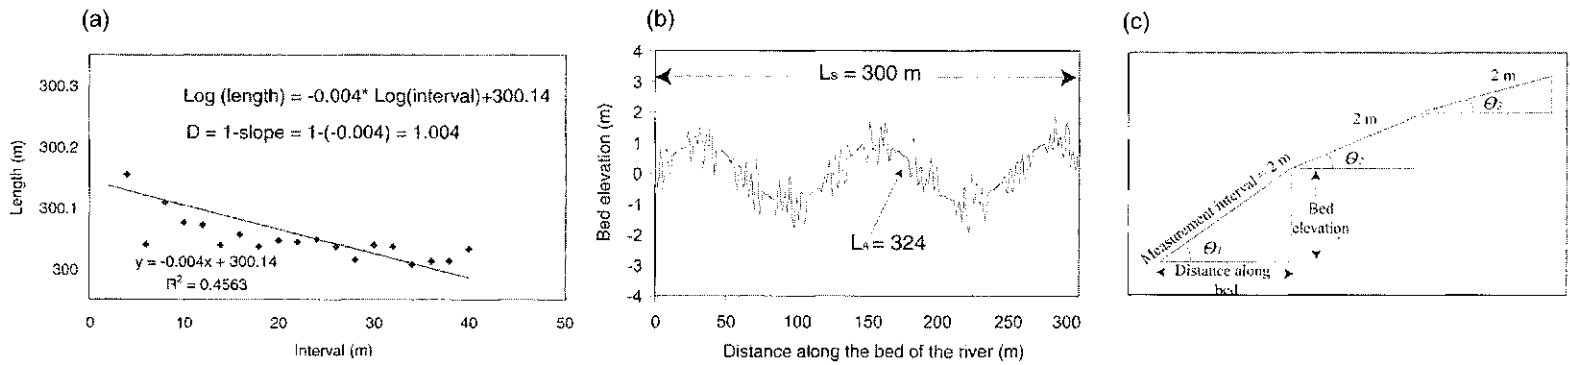 (a)
300.3
300.2
300.1
300
Length (m)
Log (length) = -0.004* Log(interval)+300.14
D = 1-slope = 1-(-0.004) = 1.004
y = -0.004x + 300.14
R² = 0.4563
0 10 20 30 40 50
Interval (m)
(b)
4
3
2
1
0
-1
-2
-3
-4
Bed elevation (m)
Ls = 300 m
LA = 324
0 50 100 150 200 250 300
Distance along the bed of the river (m)
(c)
2 m
Θ3
2 m
Θ2
Measurement interval = 2 m
Θ1
Bed
elevation
Distance along
bed